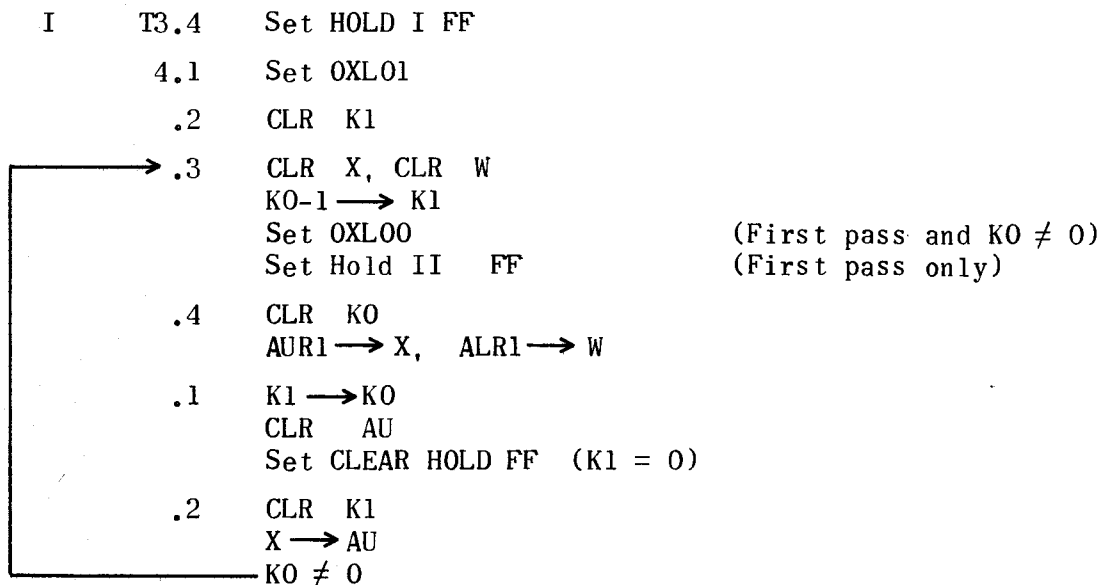 I T3.4 Set HOLD I FF
4.1 Set OXL01
.2 CLR K1
.3 CLR X, CLR W
K0-1 → K1
Set OXL00 (First pass and K0 ≠ 0)
Set Hold II FF (First pass only)
.4 CLR K0
AUR1 → X, ALR1 → W
.1 K1 → K0
CLR AU
Set CLEAR HOLD FF (K1 = 0)
.2 CLR K1
X → AU
K0 ≠ 0